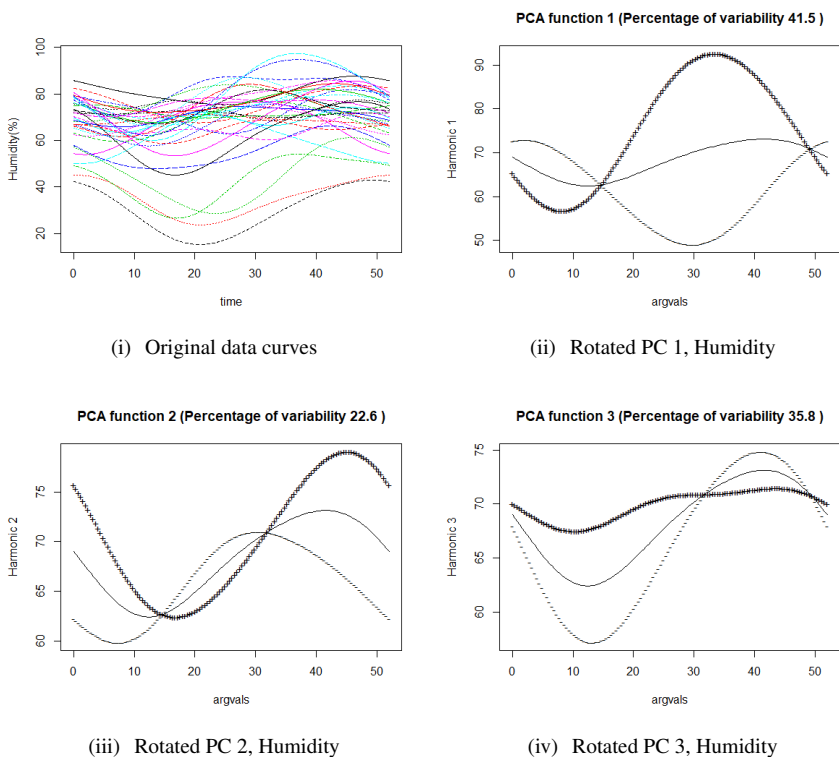 PCA function 1 (Percentage of variability 41.5 )
Humidity(%)
100
80
60
40
20
0 10 20 30 40 50
time
Harmonic 1
90
80
70
60
50
0 10 20 30 40 50
argvals
(i) Original data curves
(ii) Rotated PC 1, Humidity
PCA function 2 (Percentage of variability 22.6 )
PCA function 3 (Percentage of variability 35.8 )
Harmonic 2
75
70
65
60
0 10 20 30 40 50
argvals
Harmonic 3
75
70
65
60
0 10 20 30 40 50
argvals
(iii) Rotated PC 2, Humidity
(iv) Rotated PC 3, Humidity